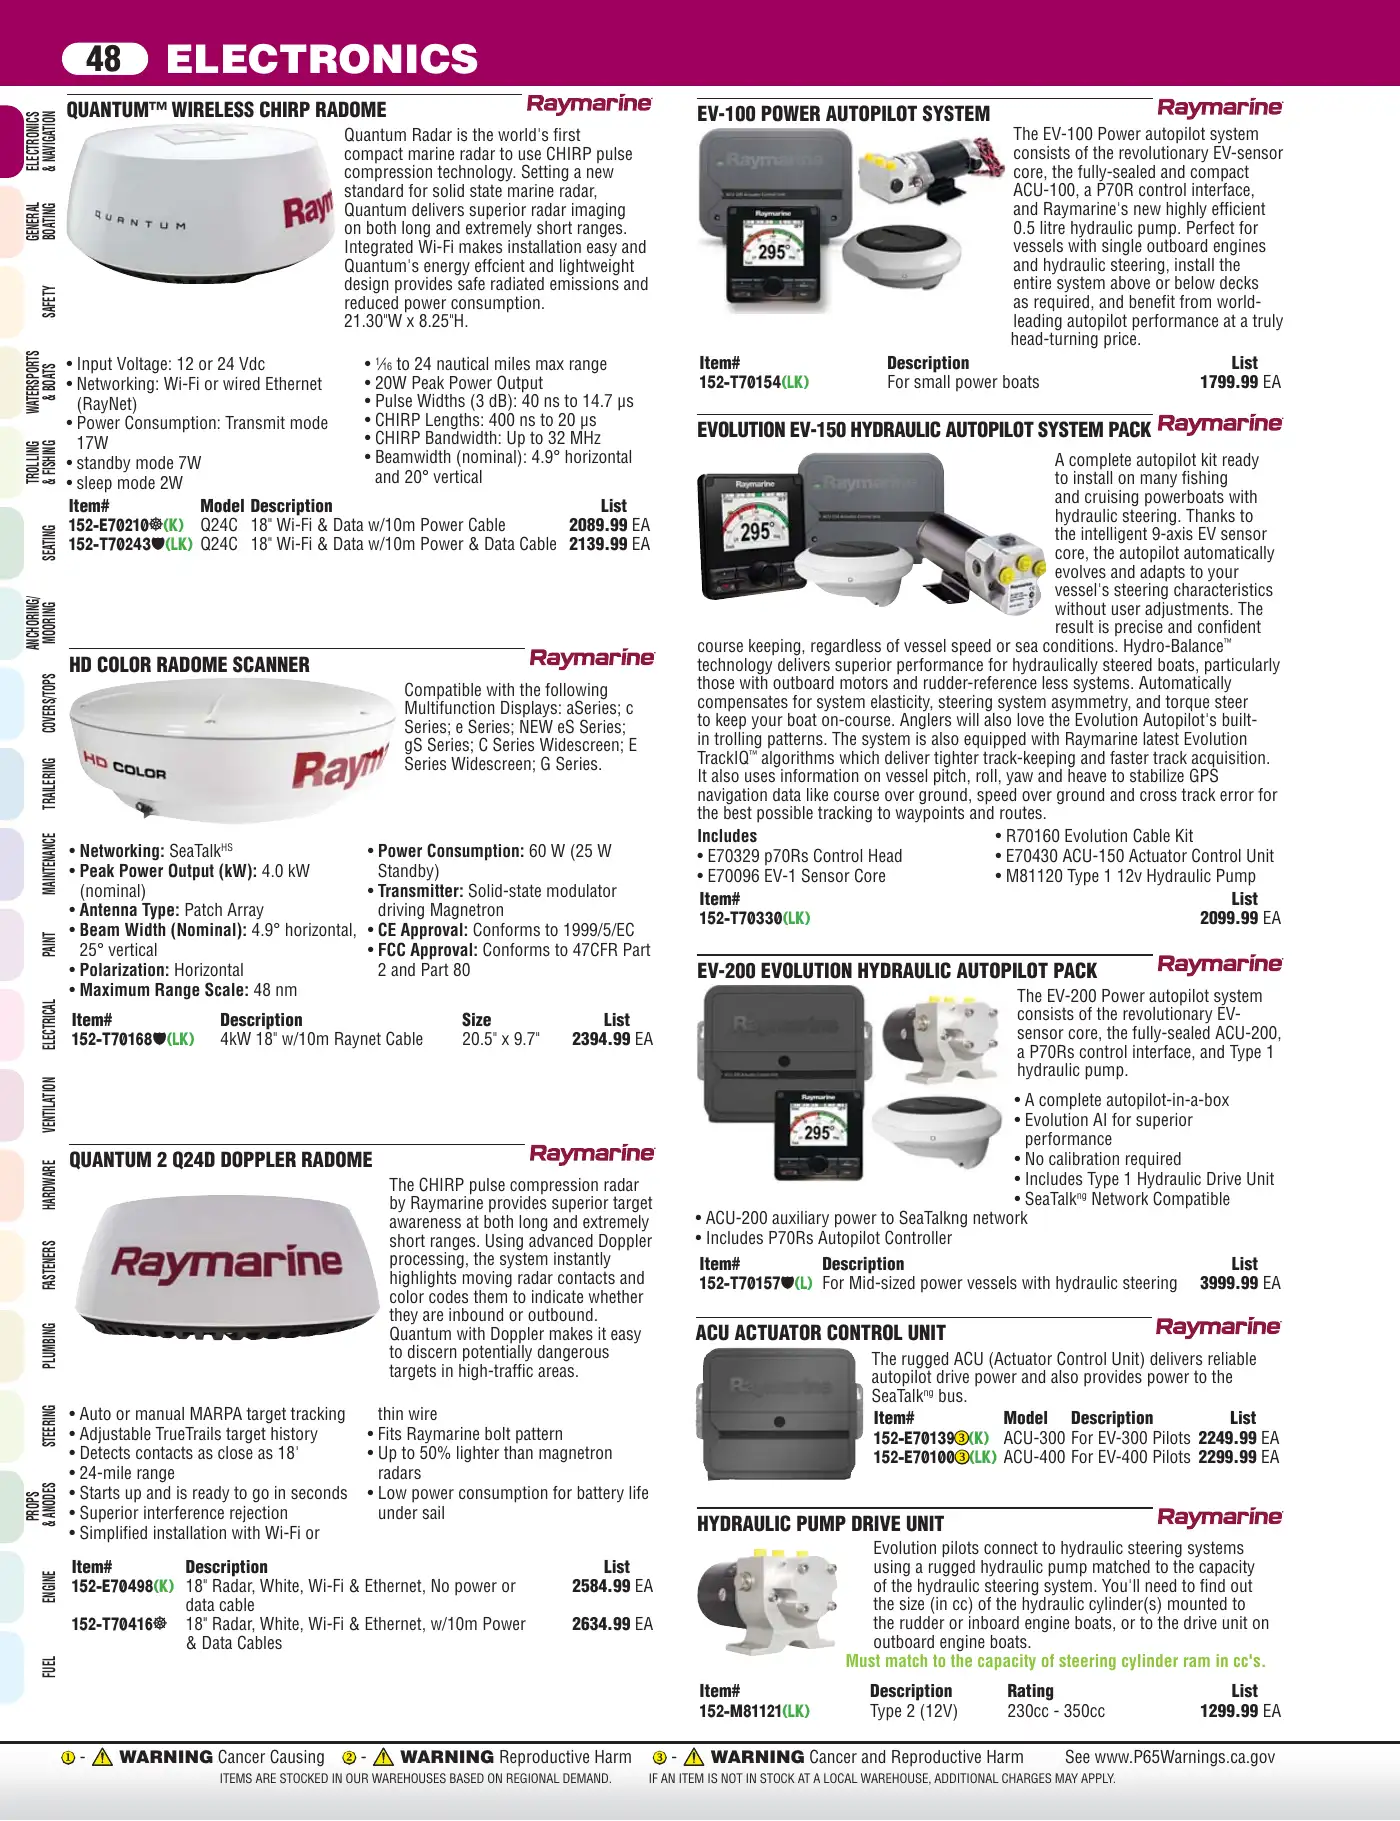 48 ELECTRONICS
ELECTRONICS
& NAVIGATION
GENERAL
BOATING
SAFETY
WATERSPORTS
& BOATS
TROLLING
& FISHING
SEATING
ANCHORING/
MOORING
COVERS/TOPS
TRAILERING
MAINTENANCE
PAINT
ELECTRICAL
VENTILATION
HARDWARE
FASTENERS
PLUMBING
STEERING
PROPS
& ANODES
ENGINE
FUEL
QUANTUM™ WIRELESS CHIRP RADOME
Raymarine
QUANTUM
Raym
Quantum Radar is the world's first
compact marine radar to use CHIRP pulse
compression technology. Setting a new
standard for solid state marine radar,
Quantum delivers superior radar imaging
on both long and extremely short ranges.
Integrated Wi-Fi makes installation easy and
Quantum's energy effcient and lightweight
design provides safe radiated emissions and
reduced power consumption.
21.30"W x 8.25"H.
• Input Voltage: 12 or 24 Vdc
• Networking: Wi-Fi or wired Ethernet
(RayNet)
• Power Consumption: Transmit mode
17W
• standby mode 7W
• sleep mode 2W
• 1⁄16 to 24 nautical miles max range
• 20W Peak Power Output
• Pulse Widths (3 dB): 40 ns to 14.7 µs
• CHIRP Lengths: 400 ns to 20 µs
• CHIRP Bandwidth: Up to 32 MHz
• Beamwidth (nominal): 4.9° horizontal
and 20° vertical
Item# Model Description List
152-E70210(K) Q24C 18" Wi-Fi & Data w/10m Power Cable 2089.99 EA
152-T70243(LK) Q24C 18" Wi-Fi & Data w/10m Power & Data Cable 2139.99 EA
HD COLOR RADOME SCANNER
Raymarine
HD COLOR
Raym
Compatible with the following
Multifunction Displays: aSeries; c
Series; e Series; NEW eS Series;
gS Series; C Series Widescreen; E
Series Widescreen; G Series.
• Networking: SeaTalkHS
• Peak Power Output (kW): 4.0 kW
(nominal)
• Antenna Type: Patch Array
• Beam Width (Nominal): 4.9° horizontal,
25° vertical
• Polarization: Horizontal
• Maximum Range Scale: 48 nm
• Power Consumption: 60 W (25 W
Standby)
• Transmitter: Solid-state modulator
driving Magnetron
• CE Approval: Conforms to 1999/5/EC
• FCC Approval: Conforms to 47CFR Part
2 and Part 80
Item# Description Size List
152-T70168(LK) 4kW 18" w/10m Raynet Cable 20.5" x 9.7" 2394.99 EA
QUANTUM 2 Q24D DOPPLER RADOME
Raymarine
Raymarine
The CHIRP pulse compression radar
by Raymarine provides superior target
awareness at both long and extremely
short ranges. Using advanced Doppler
processing, the system instantly
highlights moving radar contacts and
color codes them to indicate whether
they are inbound or outbound.
Quantum with Doppler makes it easy
to discern potentially dangerous
targets in high-traffic areas.
• Auto or manual MARPA target tracking
• Adjustable TrueTrails target history
• Detects contacts as close as 18'
• 24-mile range
• Starts up and is ready to go in seconds
• Superior interference rejection
• Simplified installation with Wi-Fi or
thin wire
• Fits Raymarine bolt pattern
• Up to 50% lighter than magnetron
radars
• Low power consumption for battery life
under sail
Item# Description List
152-E70498(K) 18" Radar, White, Wi-Fi & Ethernet, No power or 2584.99 EA
data cable
152-T70416 18" Radar, White, Wi-Fi & Ethernet, w/10m Power 2634.99 EA
& Data Cables
EV-100 POWER AUTOPILOT SYSTEM
Raymarine
Raymarine
Raymarine
295°
The EV-100 Power autopilot system
consists of the revolutionary EV-sensor
core, the fully-sealed and compact
ACU-100, a P70R control interface,
and Raymarine's new highly efficient
0.5 litre hydraulic pump. Perfect for
vessels with single outboard engines
and hydraulic steering, install the
entire system above or below decks
as required, and benefit from world-
leading autopilot performance at a truly
head-turning price.
Item# Description List
152-T70154(LK) For small power boats 1799.99 EA
EVOLUTION EV-150 HYDRAULIC AUTOPILOT SYSTEM PACK
Raymarine
Raymarine
295°
A complete autopilot kit ready
to install on many fishing
and cruising powerboats with
hydraulic steering. Thanks to
the intelligent 9-axis EV sensor
core, the autopilot automatically
evolves and adapts to your
vessel's steering characteristics
without user adjustments. The
result is precise and confident
course keeping, regardless of vessel speed or sea conditions. Hydro-Balance™
technology delivers superior performance for hydraulically steered boats, particularly
those with outboard motors and rudder-reference less systems. Automatically
compensates for system elasticity, steering system asymmetry, and torque steer
to keep your boat on-course. Anglers will also love the Evolution Autopilot's built-
in trolling patterns. The system is also equipped with Raymarine latest Evolution
TrackIQ™ algorithms which deliver tighter track-keeping and faster track acquisition.
It also uses information on vessel pitch, roll, yaw and heave to stabilize GPS
navigation data like course over ground, speed over ground and cross track error for
the best possible tracking to waypoints and routes.
Includes
• E70329 p70Rs Control Head
• E70096 EV-1 Sensor Core
• R70160 Evolution Cable Kit
• E70430 ACU-150 Actuator Control Unit
• M81120 Type 1 12v Hydraulic Pump
Item# List
152-T70330(LK) 2099.99 EA
EV-200 EVOLUTION HYDRAULIC AUTOPILOT PACK
Raymarine
Raymarine
Raymarine
295°
The EV-200 Power autopilot system
consists of the revolutionary EV-
sensor core, the fully-sealed ACU-200,
a P70Rs control interface, and Type 1
hydraulic pump.
• A complete autopilot-in-a-box
• Evolution AI for superior
performance
• No calibration required
• Includes Type 1 Hydraulic Drive Unit
• SeaTalkng Network Compatible
• ACU-200 auxiliary power to SeaTalkng network
• Includes P70Rs Autopilot Controller
Item# Description List
152-T70157(L) For Mid-sized power vessels with hydraulic steering 3999.99 EA
ACU ACTUATOR CONTROL UNIT
Raymarine
Raymarine
The rugged ACU (Actuator Control Unit) delivers reliable
autopilot drive power and also provides power to the
SeaTalkng bus.
Item# Model Description List
152-E70139③(K) ACU-300 For EV-300 Pilots 2249.99 EA
152-E70100③(LK) ACU-400 For EV-400 Pilots 2299.99 EA
HYDRAULIC PUMP DRIVE UNIT
Raymarine
Evolution pilots connect to hydraulic steering systems
using a rugged hydraulic pump matched to the capacity
of the hydraulic steering system. You'll need to find out
the size (in cc) of the hydraulic cylinder(s) mounted to
the rudder or inboard engine boats, or to the drive unit on
outboard engine boats.
Must match to the capacity of steering cylinder ram in cc's.
Item# Description Rating List
152-M81121(LK) Type 2 (12V) 230cc - 350cc 1299.99 EA
① - WARNING Cancer Causing ② - WARNING Reproductive Harm ③ - WARNING Cancer and Reproductive Harm See www.P65Warnings.ca.gov
ITEMS ARE STOCKED IN OUR WAREHOUSES BASED ON REGIONAL DEMAND. IF AN ITEM IS NOT IN STOCK AT A LOCAL WAREHOUSE, ADDITIONAL CHARGES MAY APPLY.